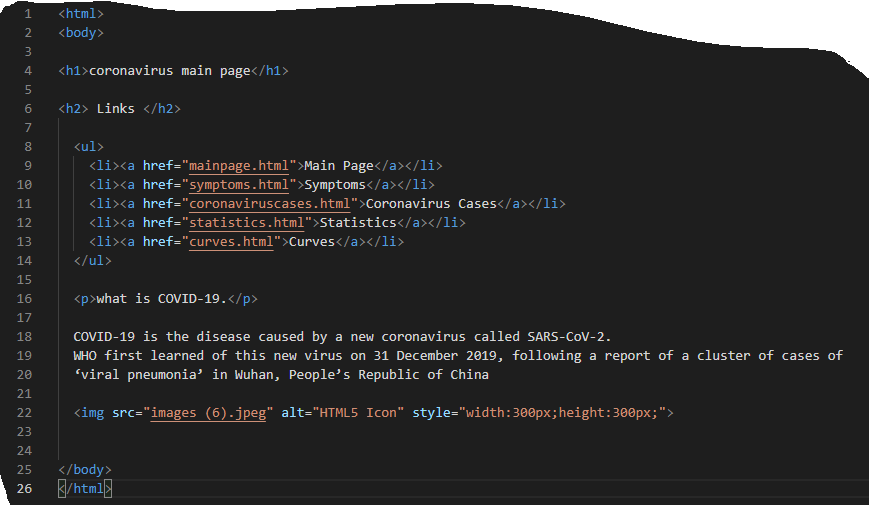 1 <html>
2 <body>
3
4 <h1>coronavirus main page</h1>
5
6 <h2> Links </h2>
7
8 <ul>
9 <li><a href="mainpage.html">Main Page</a></li>
10 <li><a href="symptoms.html">Symptoms</a></li>
11 <li><a href="coronaviruscases.html">Coronavirus Cases</a></li>
12 <li><a href="statistics.html">Statistics</a></li>
13 <li><a href="curves.html">Curves</a></li>
14 </ul>
15
16 <p>what is COVID-19.</p>
17
18 COVID-19 is the disease caused by a new coronavirus called SARS-CoV-2.
19 WHO first learned of this new virus on 31 December 2019, following a report of a cluster of cases of
20 ‘viral pneumonia’ in Wuhan, People’s Republic of China
21
22 <img src="images (6).jpeg" alt="HTML5 Icon" style="width:300px;height:300px;">
23
24
25 </body>
26 </html>